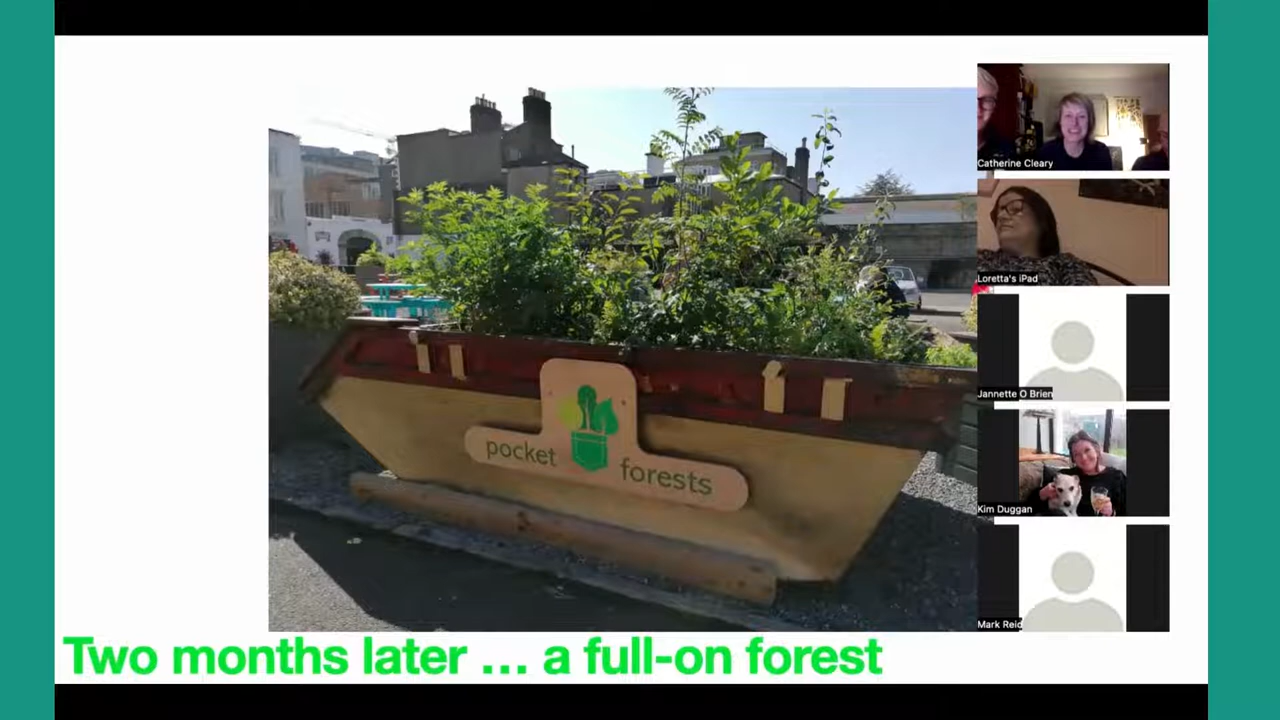 Catherine Cleary
Loretta's iPad
Jannette O Brien
pocket
forests
Kim Duggan
Mark Reid
Two months later ... a full-on forest